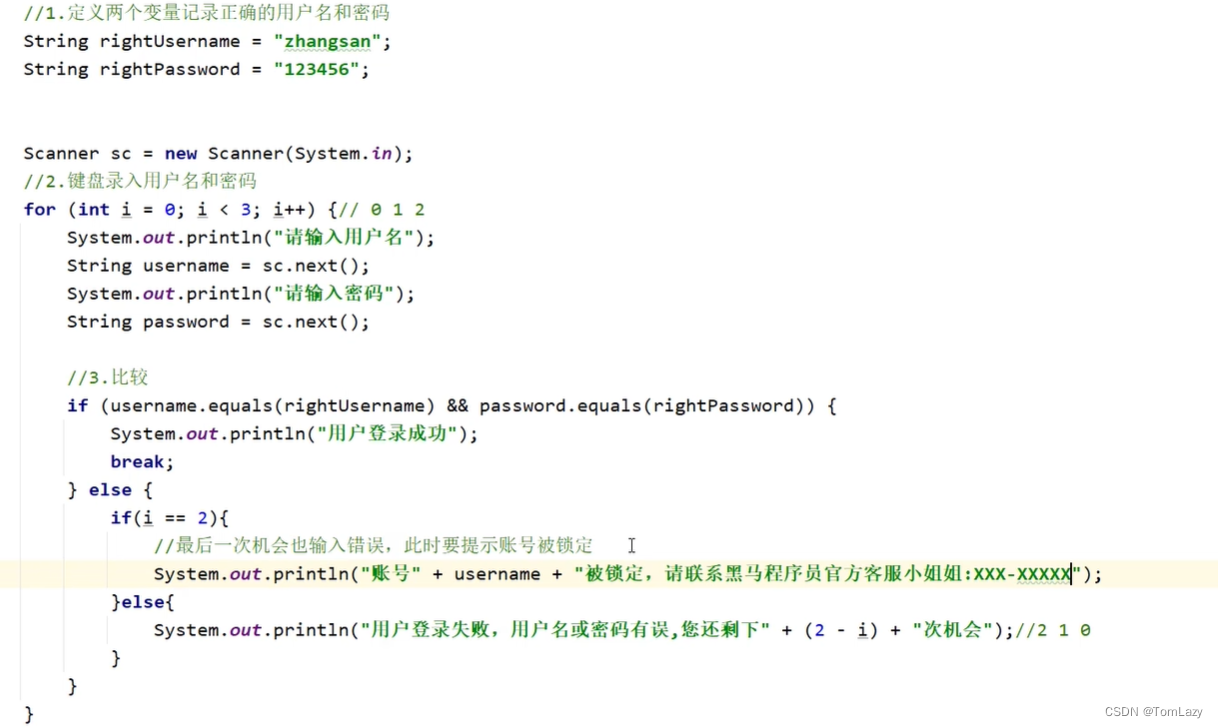 //1.定义两个变量记录正确的用户名和密码
String rightUsername = "zhangsan";
String rightPassword = "123456";
Scanner sc = new Scanner(System.in);
//2.键盘录入用户名和密码
for (int i = 0; i < 3; i++) {// 0 1 2
System.out.println("请输入用户名");
String username = sc.next();
System.out.println("请输入密码");
String password = sc.next();
//3.比较
if (username.equals(rightUsername) && password.equals(rightPassword)) {
System.out.println("用户登录成功");
break;
} else {
if(i == 2){
//最后一次机会也输入错误，此时要提示账号被锁定
System.out.println("账号" + username + "被锁定，请联系黑马程序员官方客服小姐姐:XXX-XXXXX");
}else{
System.out.println("用户登录失败，用户名或密码有误,您还剩下" + (2 - i) + "次机会");//2 1 0
}
}
}
CSDN @TomLazy